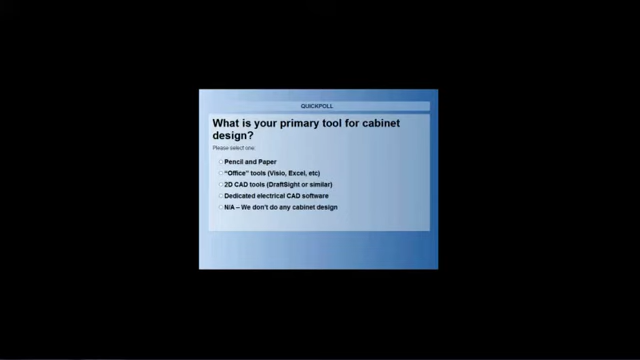 QUICKPOLL
What is your primary tool for cabinet
design?
Please select one:
Pencil and Paper
"Office" tools (Visio, Excel, etc)
2D CAD tools (DraftSight or similar)
Dedicated electrical CAD software
N/A – We don't do any cabinet design